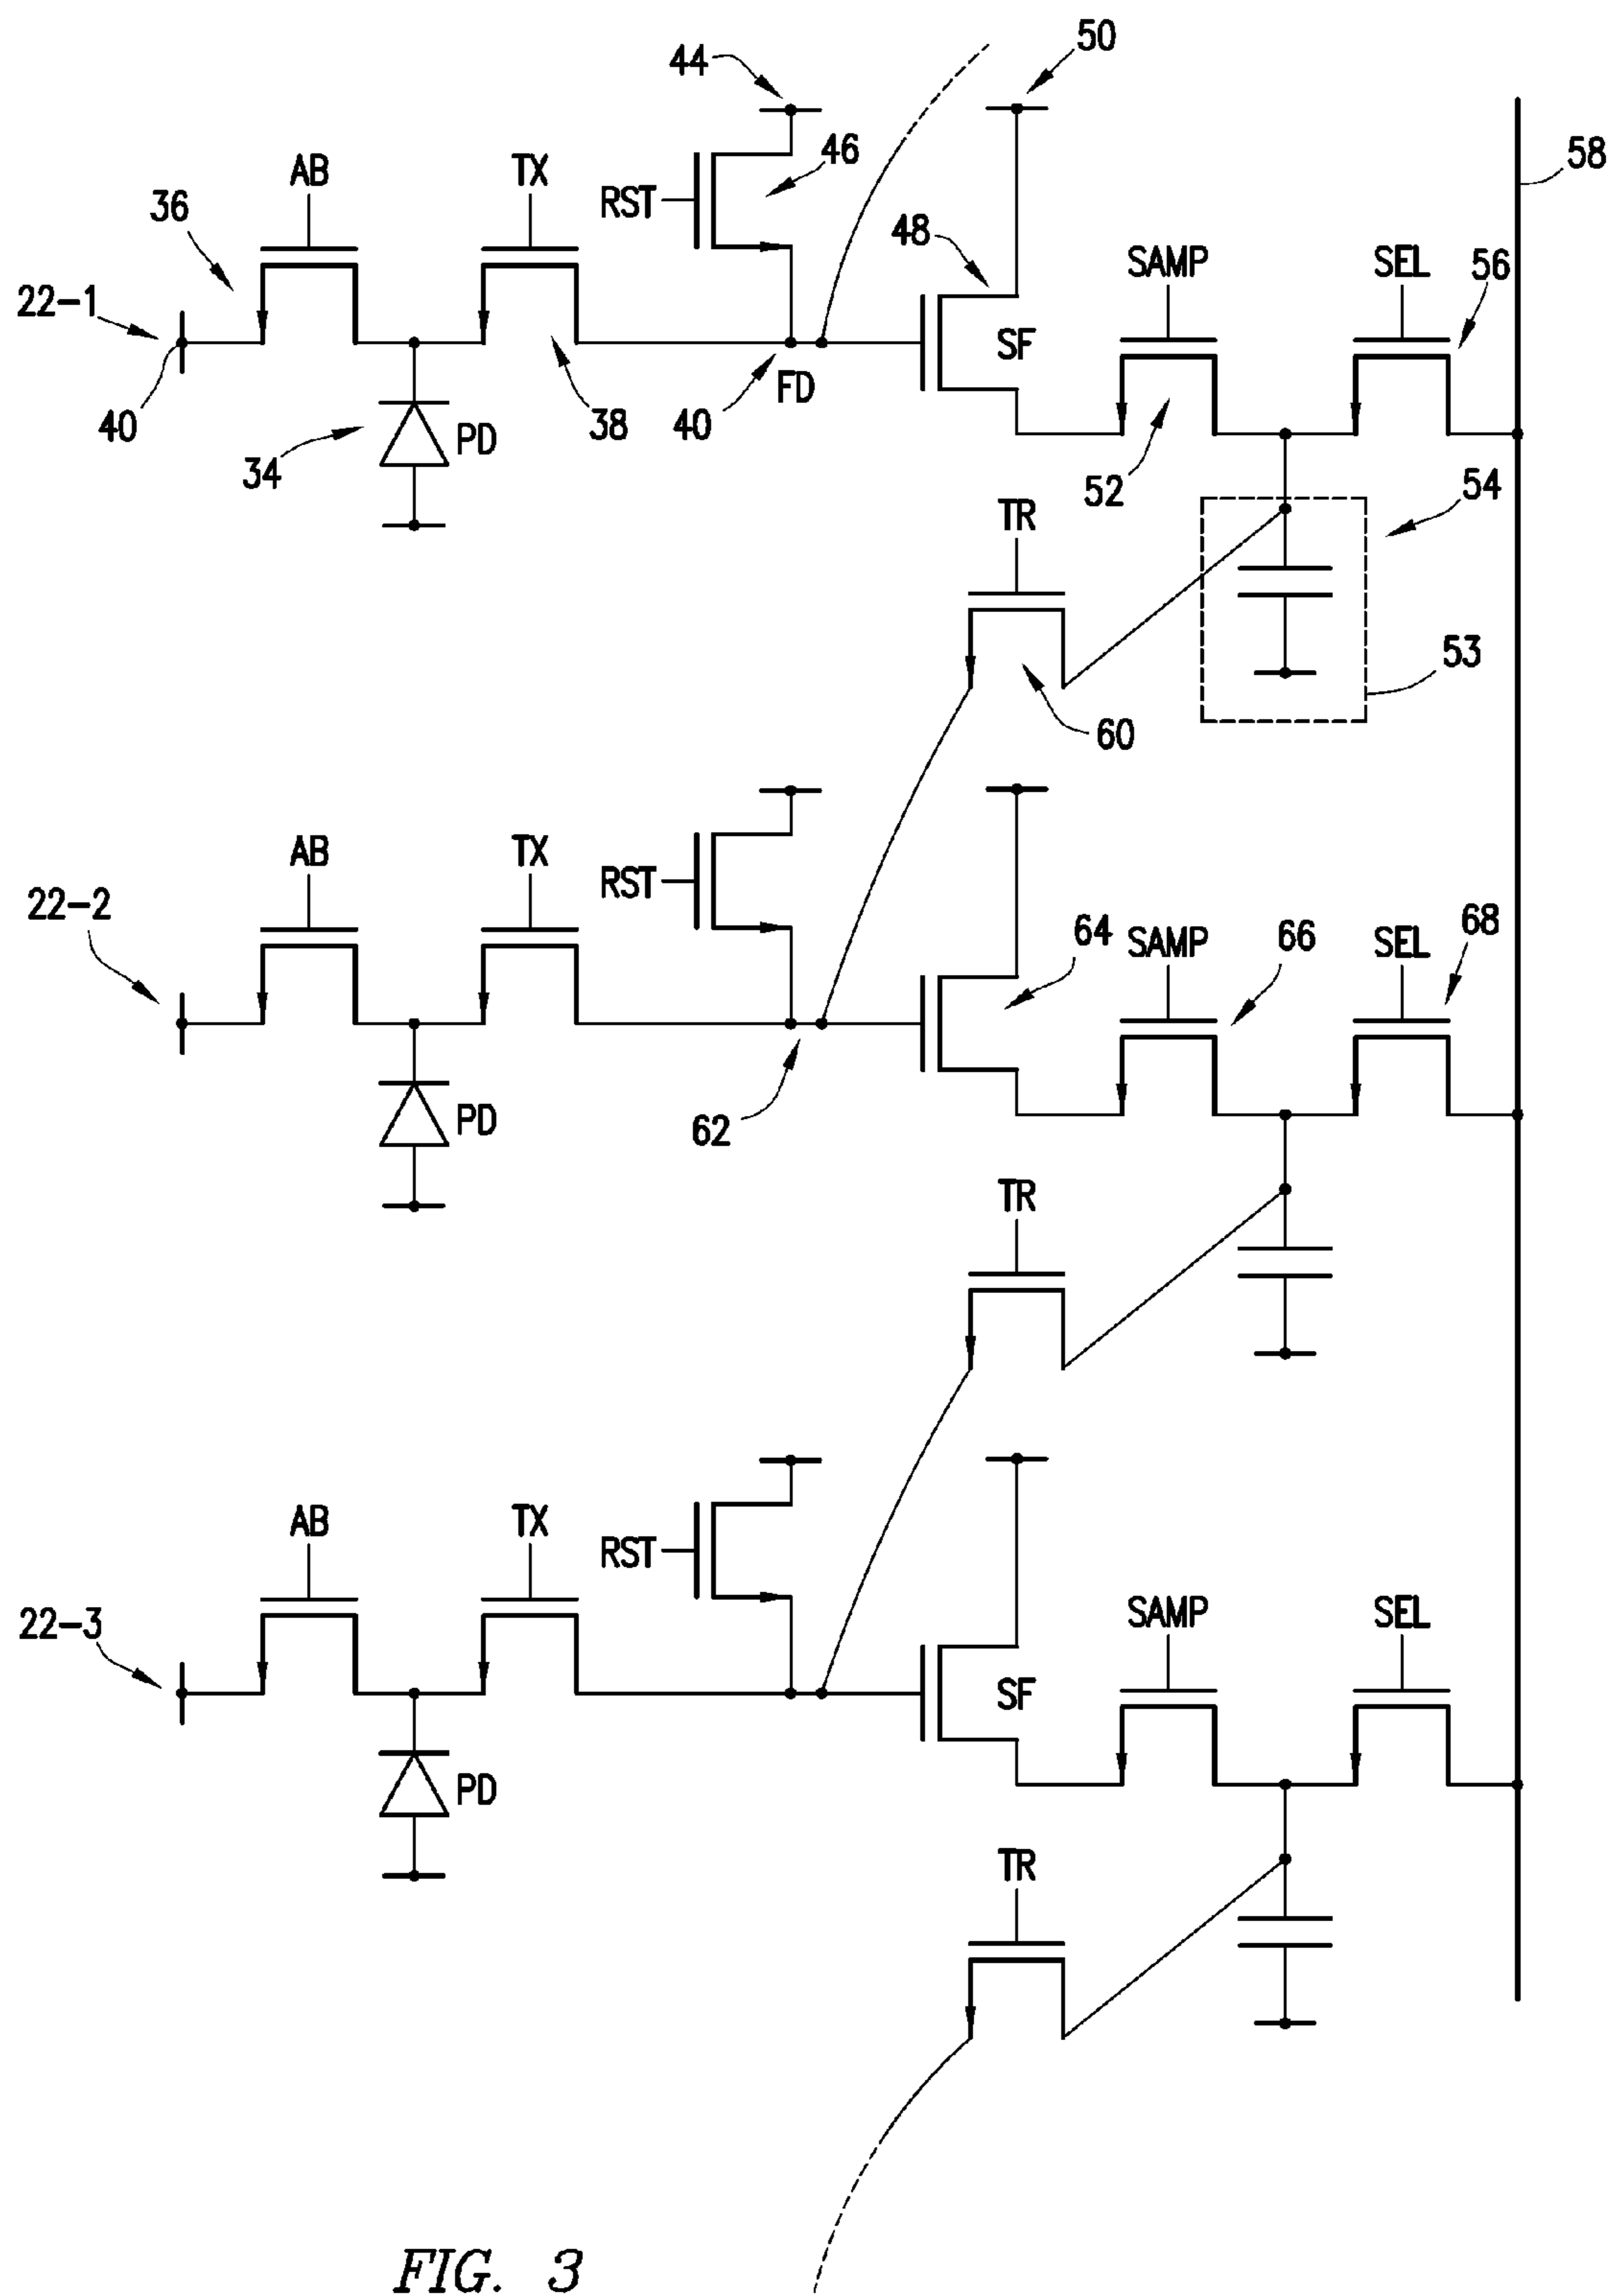 50
44
46
58
AB
TX
RST
36
48
SAMP
SEL
56
22-1
SF
40
34
PD
38
40
FD
52
54
TR
53
60
AB
TX
RST
22-2
64
SAMP
66
SEL
68
PD
62
TR
AB
TX
RST
SAMP
SEL
22-3
SF
PD
TR
FIG. 3